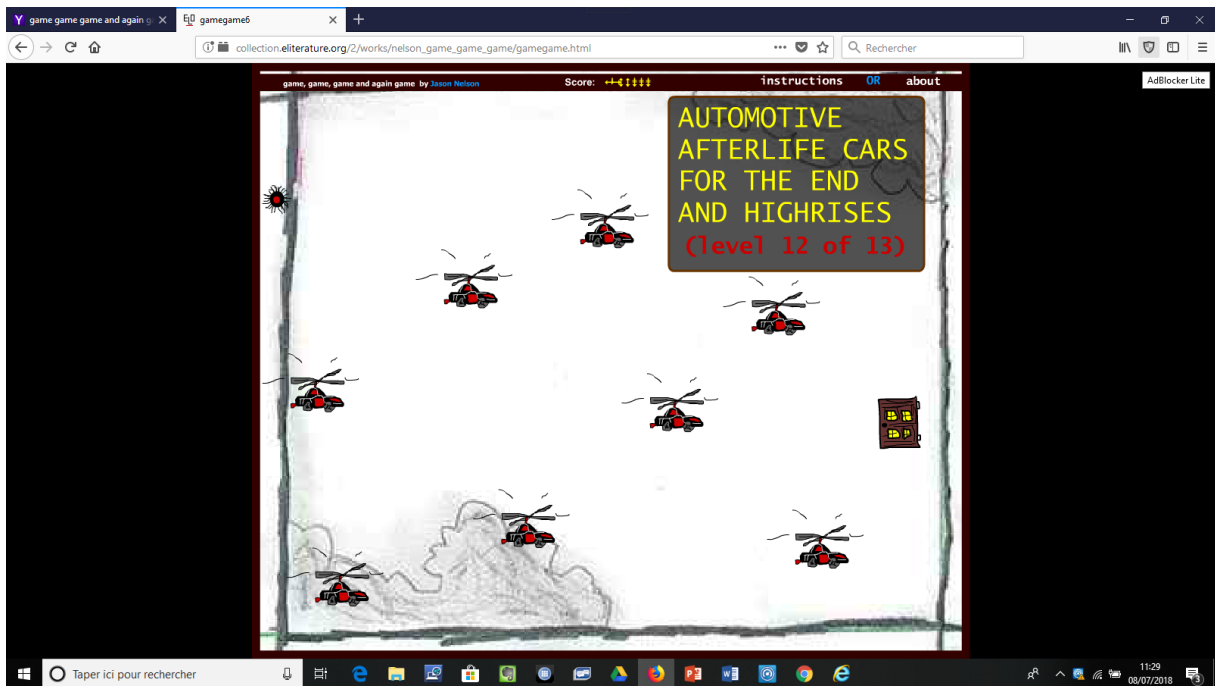 game game game and again g
gamegame6
collection.eliterature.org/2/works/nelson_game_game_game/gamegame.html
Rechercher
AdBlocker Lite
game, game, game and again game by Jason Nelson
Score:
instructions OR about
AUTOMOTIVE
AFTERLIFE CARS
FOR THE END
AND HIGHRISES
(level 12 of 13)
Taper ici pour rechercher
11:29
08/07/2018